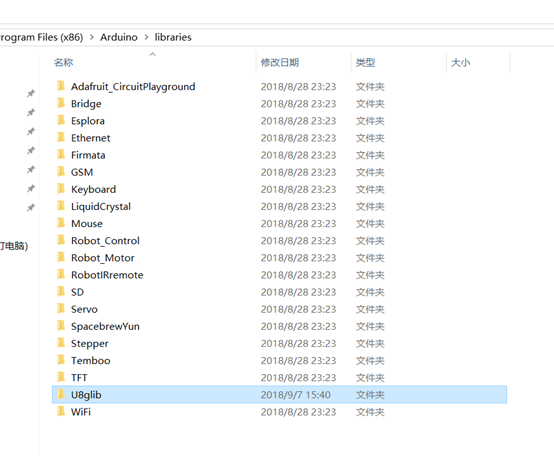 rogram Files (x86) > Arduino > libraries
名称 修改日期 类型 大小
Adafruit_CircuitPlayground 2018/8/28 23:23 文件夹
Bridge 2018/8/28 23:23 文件夹
Esplora 2018/8/28 23:23 文件夹
Ethernet 2018/8/28 23:23 文件夹
Firmata 2018/8/28 23:23 文件夹
GSM 2018/8/28 23:23 文件夹
Keyboard 2018/8/28 23:23 文件夹
LiquidCrystal 2018/8/28 23:23 文件夹
Mouse 2018/8/28 23:23 文件夹
Robot_Control 2018/8/28 23:23 文件夹
电脑)
Robot_Motor 2018/8/28 23:23 文件夹
RobotIRremote 2018/8/28 23:23 文件夹
SD 2018/8/28 23:23 文件夹
Servo 2018/8/28 23:23 文件夹
SpacebrewYun 2018/8/28 23:23 文件夹
Stepper 2018/8/28 23:23 文件夹
Temboo 2018/8/28 23:23 文件夹
TFT 2018/8/28 23:23 文件夹
U8glib 2018/9/7 15:40 文件夹
WiFi 2018/8/28 23:23 文件夹